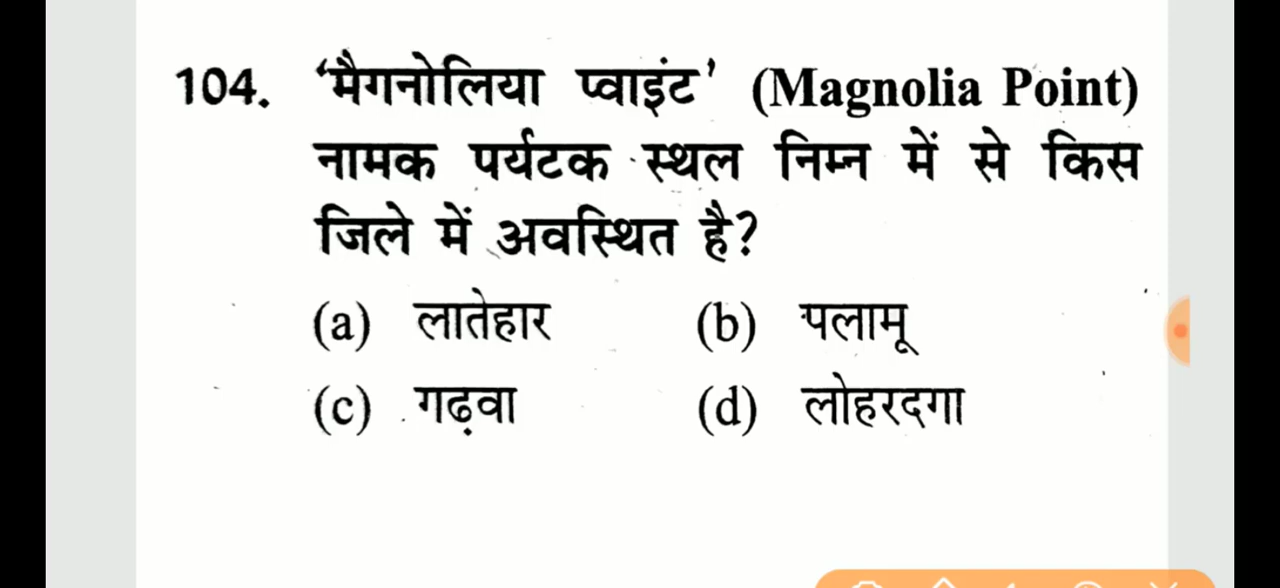 104. ‘मैगनोलिया प्वाइंट’ (Magnolia Point)
नामक पर्यटक स्थल निम्न में से किस
जिले में अवस्थित है?
(a) लातेहार (b) पलामू
(c) गढ़वा (d) लोहरदगा